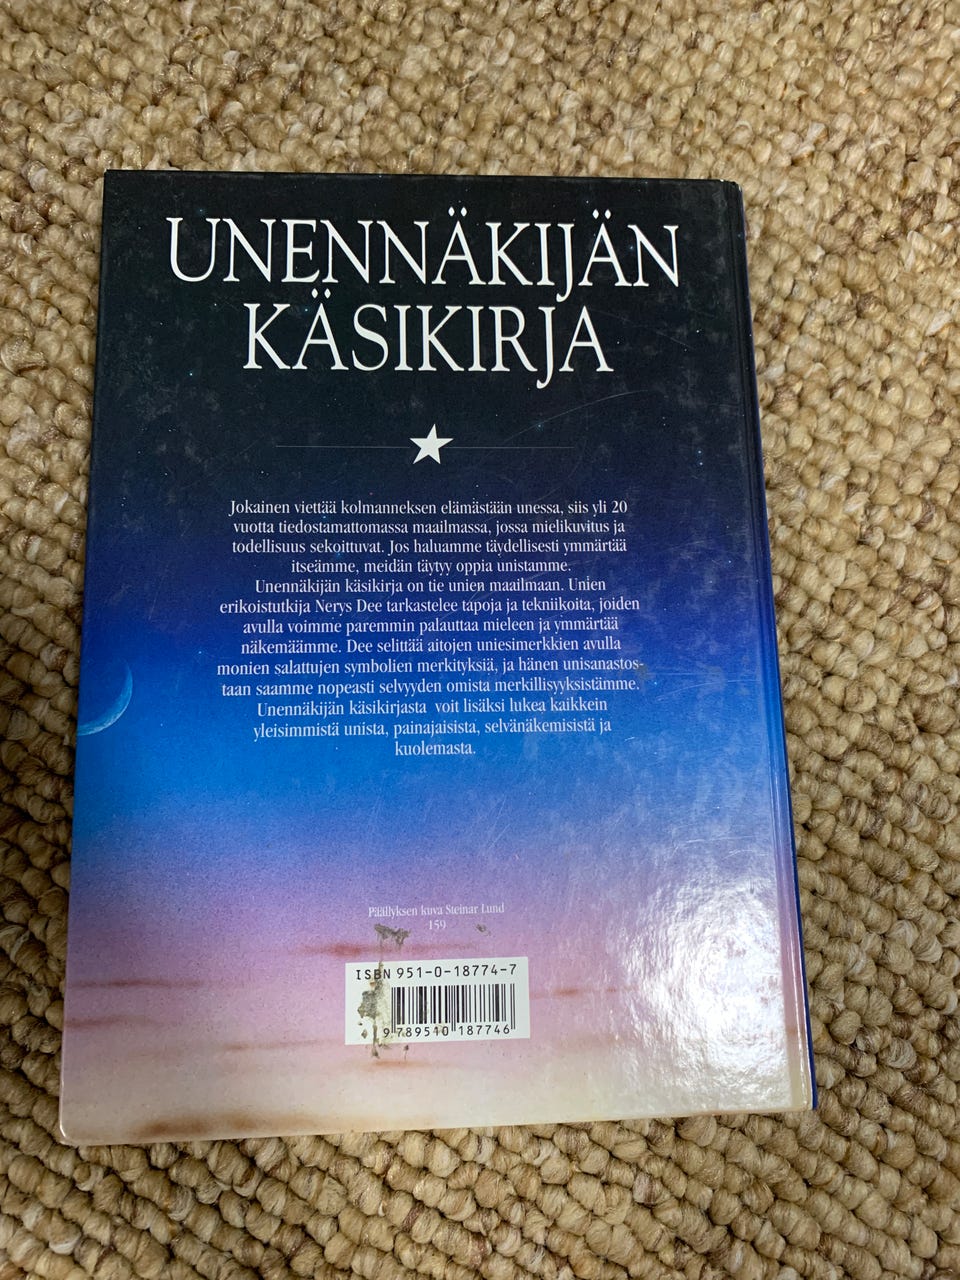 UNENNÄKIJÄN
KÄSIKIRJA
Jokainen viettää kolmanneksen elämästään unessa, siis yli 20
vuotta tiedostamattomassa maailmassa, jossa mielikuvitus ja
todellisuus sekoittuvat. Jos haluamme täydellisesti ymmärtää
itseämme, meidän täytyy oppia unistamme.
Unennäkijän käsikirja on tie unien maailmaan. Unien
erikoistutkija Nerys Dee tarkastelee tapoja ja tekniikoita, joiden
avulla voimme paremmin palauttaa mieleen ja ymmärtää
näkemäämme. Dee selittää aitojen uniesimerkkien avulla
monien salattujen symbolien merkityksiä, ja hänen unisanastos-
taan saamme nopeasti selvyyden omista merkillisyyksistämme.
Unennäkijän käsikirjasta voit lisäksi lukea kaikkein
yleisimmistä unista, painajaisista, selvänäkemisistä ja
kuolemasta.
Päällyksen kuva Steinar Lund
159
ISBN 951-0-18774-7
9 789510 187746